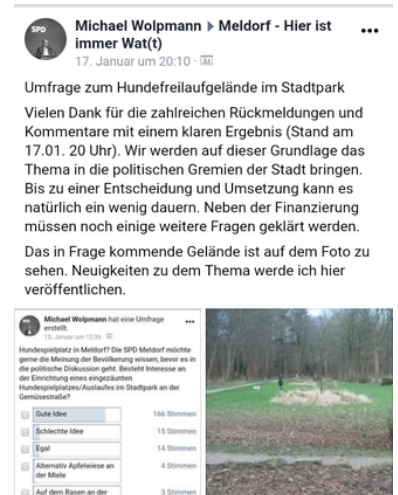 SPD
Michael Wolpmann ▸ Meldorf - Hier ist
immer Wat(t)
17. Januar um 20:10 ·
Umfrage zum Hundefreilaufgelände im Stadtpark
Vielen Dank für die zahlreichen Rückmeldungen und
Kommentare mit einem klaren Ergebnis (Stand am
17.01. 20 Uhr). Wir werden auf dieser Grundlage das
Thema in die politischen Gremien der Stadt bringen.
Bis zu einer Entscheidung und Umsetzung kann es
natürlich ein wenig dauern. Neben der Finanzierung
müssen noch einige weitere Fragen geklärt werden.
Das in Frage kommende Gelände ist auf dem Foto zu
sehen. Neuigkeiten zu dem Thema werde ich hier
veröffentlichen.
Michael Wolpmann hat eine Umfrage
erstellt.
15. Januar um 12:35 ·
Hundespielplatz in Meldorf? Die SPD Meldorf möchte
gerne die Meinung der Bevölkerung wissen, bevor es in
die politische Diskussion geht. Besteht Interesse an
der Einrichtung eines eingezäunten
Hundespielplatzes/Auslaufes im Stadtpark an der
Gemüsestraße?
Gute Idee 166 Stimmen
Schlechte Idee 15 Stimmen
Egal 14 Stimmen
Alternativ Apfelwiese an
der Miele 4 Stimmen
Auf dem Rasen an der 3 Stimmen